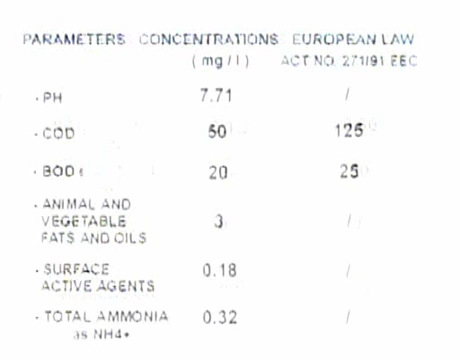 PARAMETERS CONCENTRATIONS EUROPEAN LAW
(mg/l) ACT NO. 271/91 EEC
- PH 7.71 /
- COD 50 125
- BOD5 20 25
- ANIMAL AND
VEGETABLE 3 /
FATS AND OILS
- SURFACE 0.18 /
ACTIVE AGENTS
- TOTAL AMMONIA 0.32 /
as NH4+